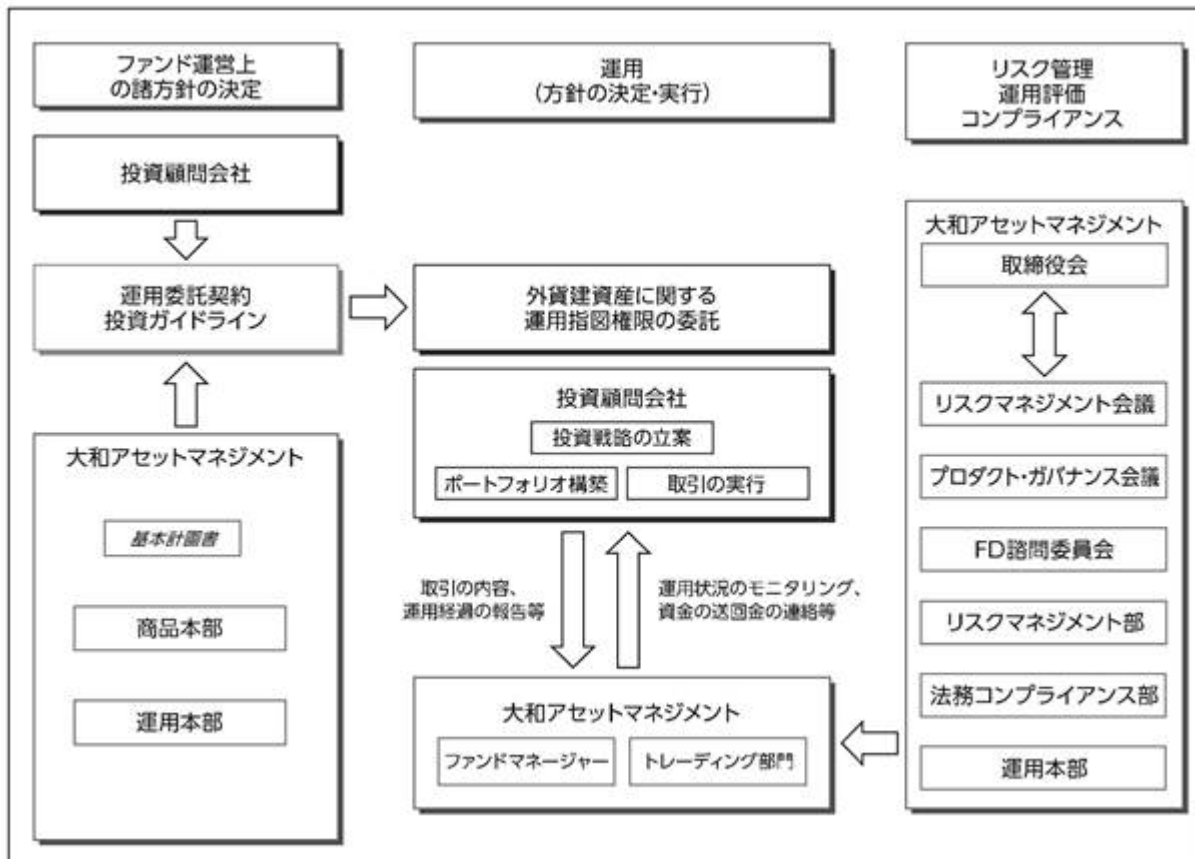 ファンド運営上
の諸方針の決定
運用
(方針の決定・実行)
リスク管理
運用評価
コンプライアンス
投資顧問会社
運用委託契約
投資ガイドライン
大和アセットマネジメント
基本計画書
商品本部
運用本部
外貨建資産に関する
運用指図権限の委託
投資顧問会社
投資戦略の立案
ポートフォリオ構築
取引の実行
取引の内容、
運用経過の報告等
運用状況のモニタリング、
資金の送回金の連絡等
大和アセットマネジメント
ファンドマネージャー
トレーディング部門
大和アセットマネジメント
取締役会
リスクマネジメント会議
プロダクト・ガバナンス会議
FD諮問委員会
リスクマネジメント部
法務コンプライアンス部
運用本部